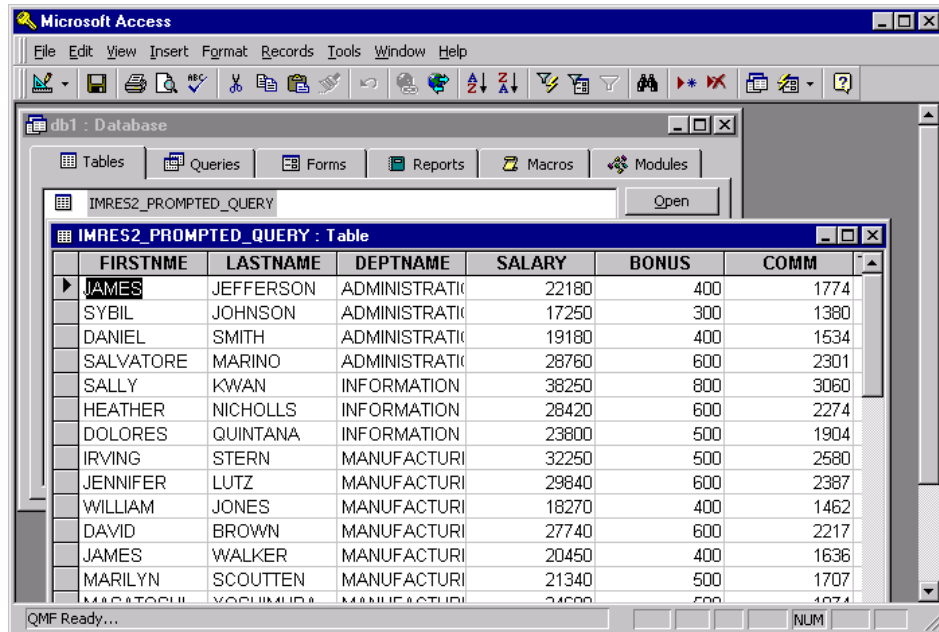 Microsoft Access
File Edit View Insert Format Records Tools Window Help
db1 : Database
Tables Queries Forms Reports Macros Modules
IMRES2_PROMPTED_QUERY Open
IMRES2_PROMPTED_QUERY : Table
FIRSTNME LASTNAME DEPTNAME SALARY BONUS COMM
JAMES JEFFERSON ADMINISTRATI 22180 400 1774
SYBIL JOHNSON ADMINISTRATI 17250 300 1380
DANIEL SMITH ADMINISTRATI 19180 400 1534
SALVATORE MARINO ADMINISTRATI 28760 600 2301
SALLY KWAN INFORMATION 38250 800 3060
HEATHER NICHOLLS INFORMATION 28420 600 2274
DOLORES QUINTANA INFORMATION 23800 500 1904
IRVING STERN MANUFACTURI 32250 500 2580
JENNIFER LUTZ MANUFACTURI 29840 600 2387
WILLIAM JONES MANUFACTURI 18270 400 1462
DAVID BROWN MANUFACTURI 27740 600 2217
JAMES WALKER MANUFACTURI 20450 400 1636
MARILYN SCOUTTEN MANUFACTURI 21340 500 1707
QMF Ready... NUM